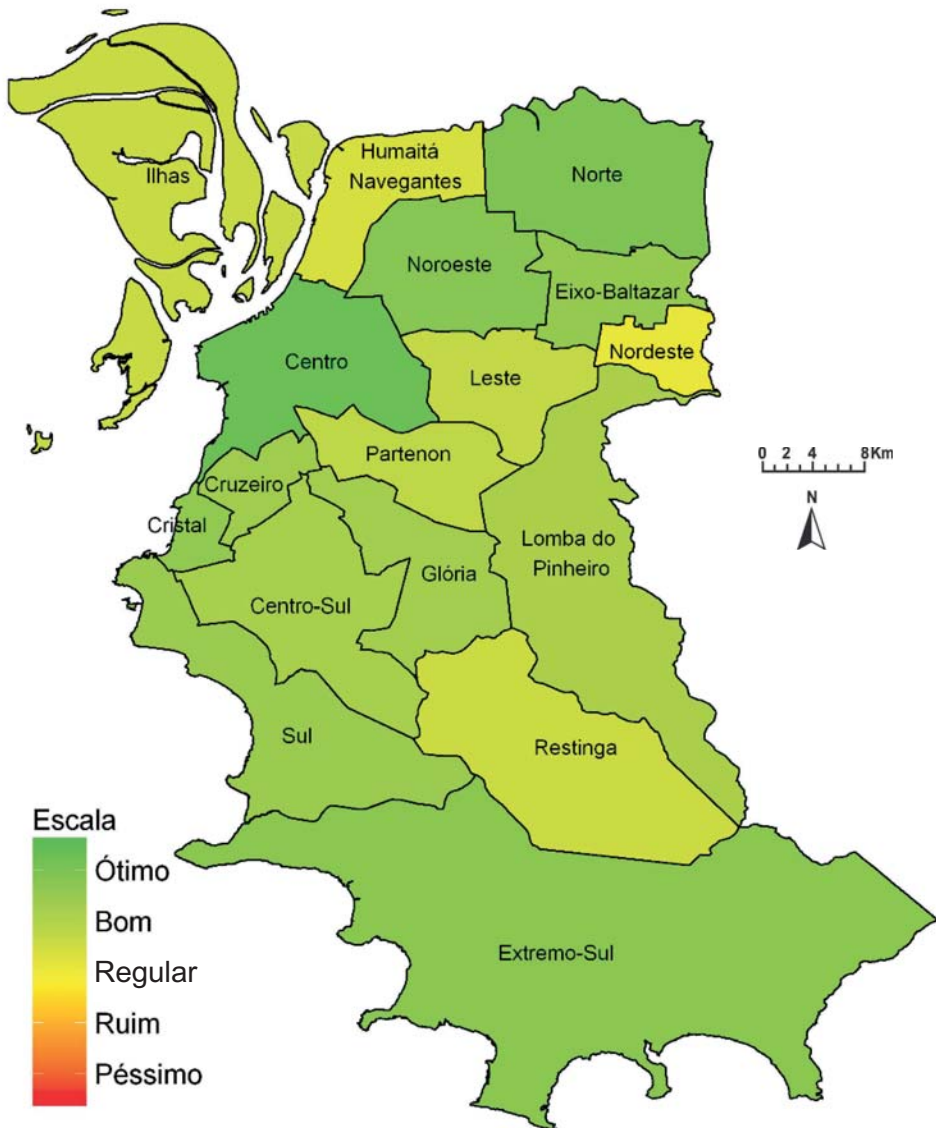 Humaitá
Navegantes
Norte
Ilhas
Noroeste
Eixo-Baltazar
Nordeste
Centro
Leste
Partenon
0 2 4 8Km
N
Cruzeiro
Cristal
Lomba do
Pinheiro
Glória
Centro-Sul
Sul
Restinga
Extremo-Sul
Escala
Ótimo
Bom
Regular
Ruim
Péssimo